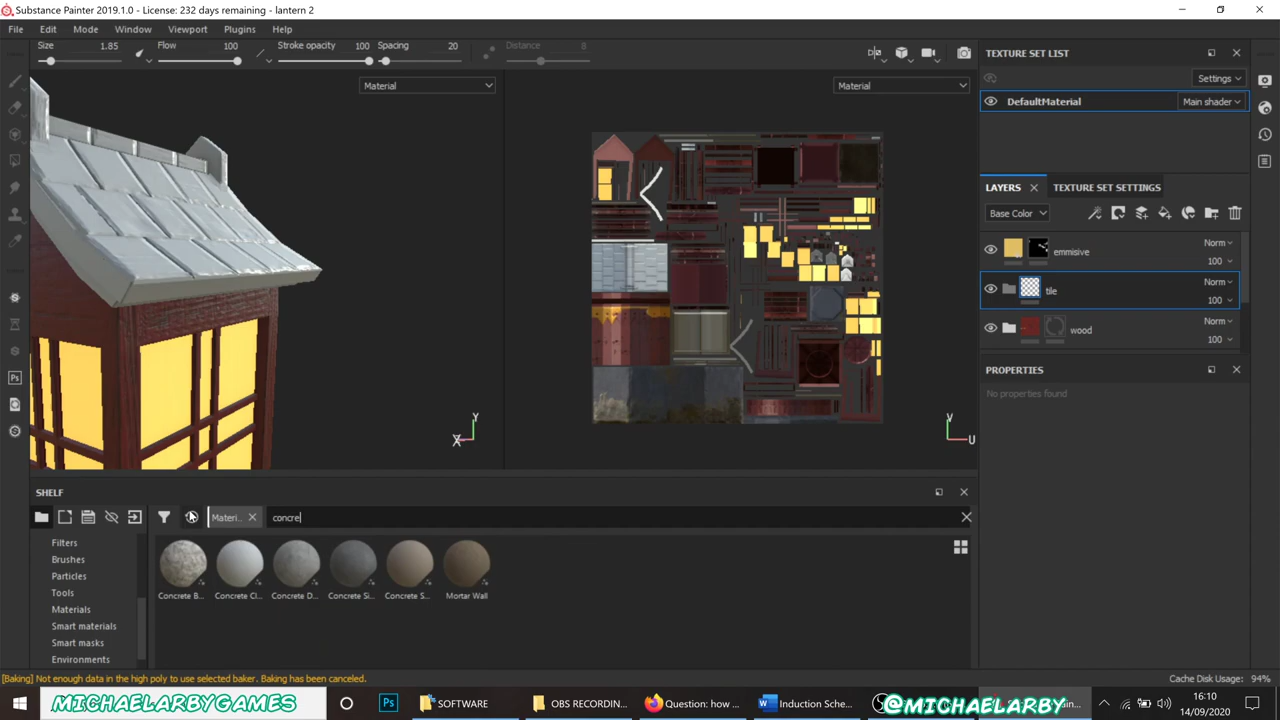 Substance Painter 2019.1.0 - License: 232 days remaining - lantern 2
File Edit Mode Window Viewport Plugins Help
Size 1.85 Flow 100 Stroke opacity 100 Spacing 20 Distance 8
Material
Material
TEXTURE SET LIST
Settings
DefaultMaterial Main shader
LAYERS TEXTURE SET SETTINGS
Base Color
emmisive Norm 100
tile Norm 100
wood Norm 100
PROPERTIES
No properties found
Y
X
V
U
SHELF
Materi... concre
Filters
Brushes
Particles
Tools
Materials
Smart materials
Smart masks
Environments
Concrete B... Concrete Cl... Concrete D... Concrete Si... Concrete S... Mortar Wall
[Baking] Not enough data in the high poly to use selected baker. Baking has been canceled.
Cache Disk Usage: 94%
MICHAELARBYGAMES
Ps
SOFTWARE
OBS RECORDIN...
Question: how ...
Induction Sche...
@MICHAELARBY
16:10
14/09/2020